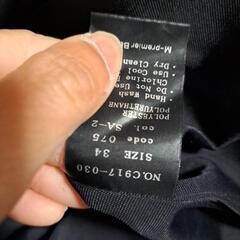 NO.C917-030
SIZE 34
code 075
col. SA-2
POLYESTER
POLYURETHANE
Hand Wash
Do Not
Chlorine
Use Cool
Dry Clean
M-premier